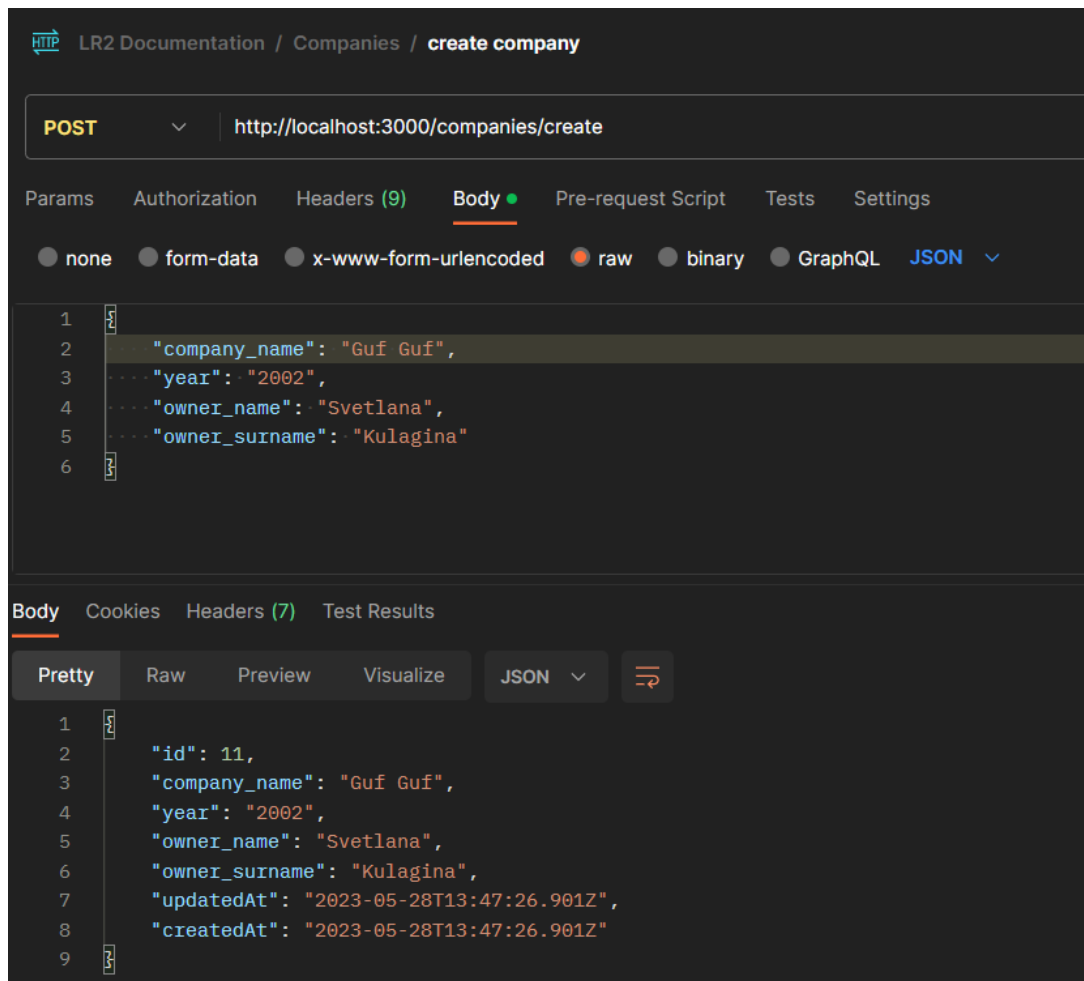 HTTP LR2 Documentation / Companies / create company
POST http://localhost:3000/companies/create
Params Authorization Headers (9) Body Pre-request Script Tests Settings
none form-data x-www-form-urlencoded raw binary GraphQL JSON
1 {
2 "company_name": "Guf Guf",
3 "year": "2002",
4 "owner_name": "Svetlana",
5 "owner_surname": "Kulagina"
6 }
Body Cookies Headers (7) Test Results
Pretty Raw Preview Visualize JSON
1 {
2 "id": 11,
3 "company_name": "Guf Guf",
4 "year": "2002",
5 "owner_name": "Svetlana",
6 "owner_surname": "Kulagina",
7 "updatedAt": "2023-05-28T13:47:26.901Z",
8 "createdAt": "2023-05-28T13:47:26.901Z"
9 }